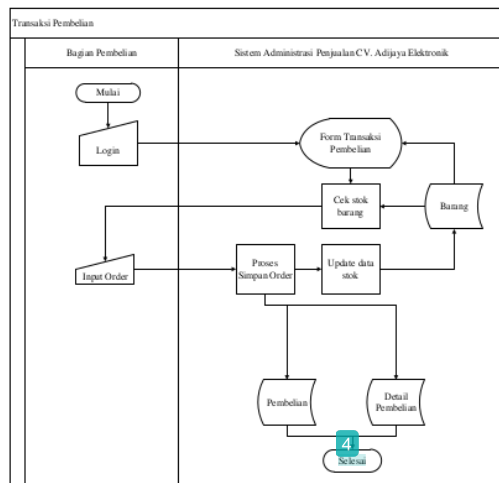 Transaksi Pembelian
Bagian Pembelian
Sistem Administrasi Penjualan CV. Adijaya Elektronik
Mulai
Login
Form Transaksi
Pembelian
Cek stok
barang
Barang
Input Order
Proses
Simpan Order
Update data
stok
Pembelian
Detail
Pembelian
4
Selesai